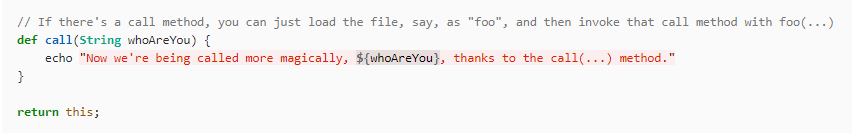 // If there's a call method, you can just load the file, say, as "foo", and then invoke that call method with foo(...)
def call(String whoAreYou) {
    echo "Now we're being called more magically, ${whoAreYou}, thanks to the call(...) method."
}
return this;